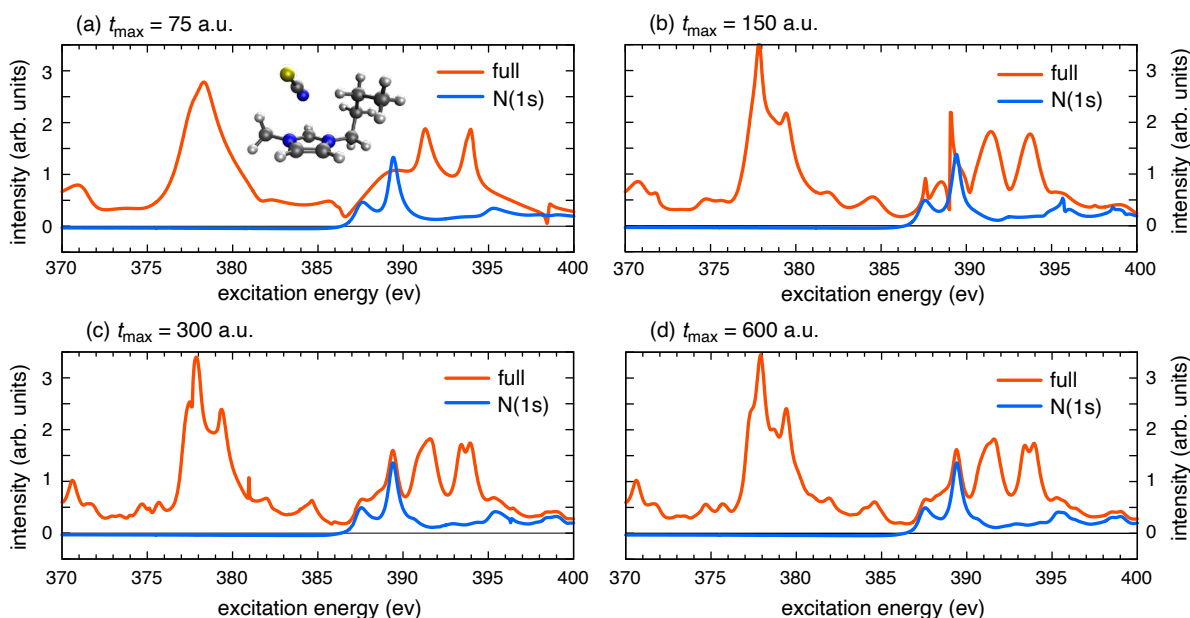 (a) tmax = 75 a.u.
intensity (arb. units)
3
2
1
0
full
N(1s)
370 375 380 385 390 395 400
excitation energy (ev)
(b) tmax = 150 a.u.
full
N(1s)
3
2
1
0
intensity (arb. units)
370 375 380 385 390 395 400
excitation energy (ev)
(c) tmax = 300 a.u.
intensity (arb. units)
3
2
1
0
full
N(1s)
370 375 380 385 390 395 400
excitation energy (ev)
(d) tmax = 600 a.u.
full
N(1s)
3
2
1
0
intensity (arb. units)
370 375 380 385 390 395 400
excitation energy (ev)